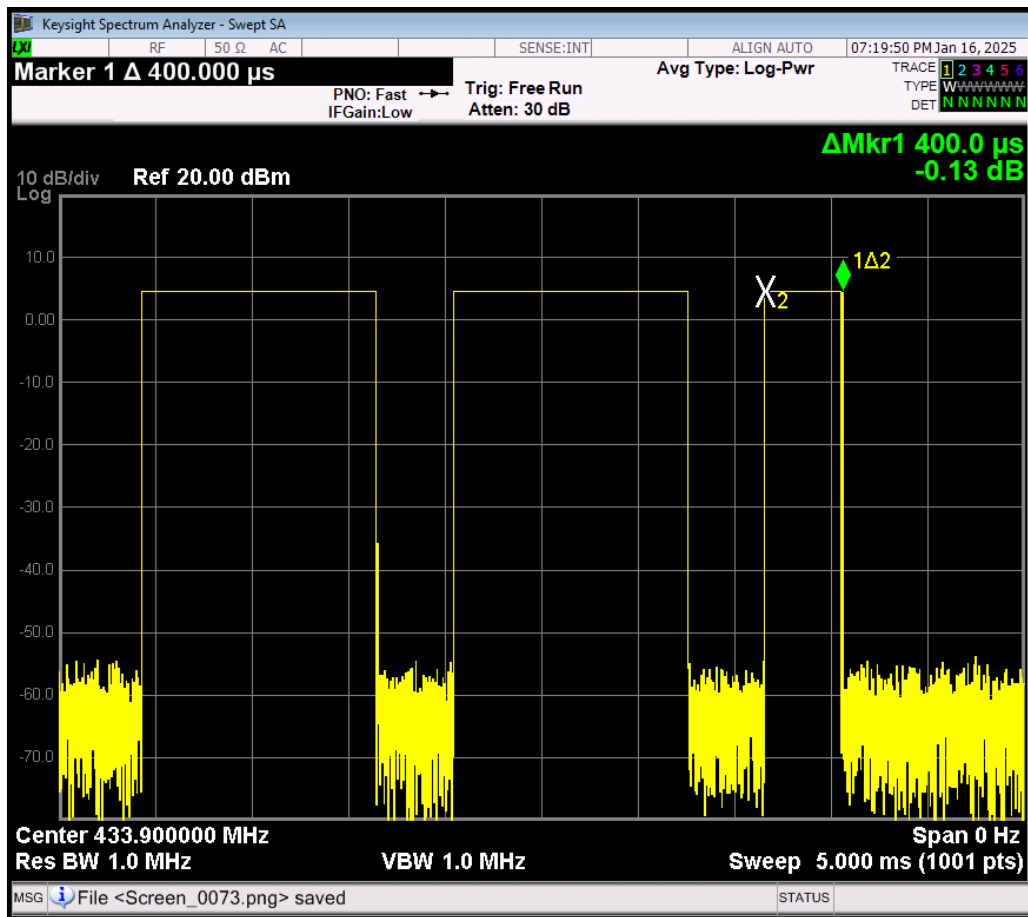 Keysight Spectrum Analyzer - Swept SA
LXI RF 50 Ω AC SENSE:INT ALIGN AUTO 07:19:50 PM Jan 16, 2025
Marker 1 Δ 400.000 µs
PNO: Fast
IFGain:Low
Trig: Free Run
Atten: 30 dB
Avg Type: Log-Pwr
TRACE 1 2 3 4 5 6
TYPE WWWWWW
DET N N N N N N
ΔMkr1 400.0 µs
-0.13 dB
10 dB/div Ref 20.00 dBm
Log
10.0
1Δ2
X2
0.00
-10.0
-20.0
-30.0
-40.0
-50.0
-60.0
-70.0
Center 433.900000 MHz Span 0 Hz
Res BW 1.0 MHz VBW 1.0 MHz Sweep 5.000 ms (1001 pts)
MSG File <Screen_0073.png> saved STATUS